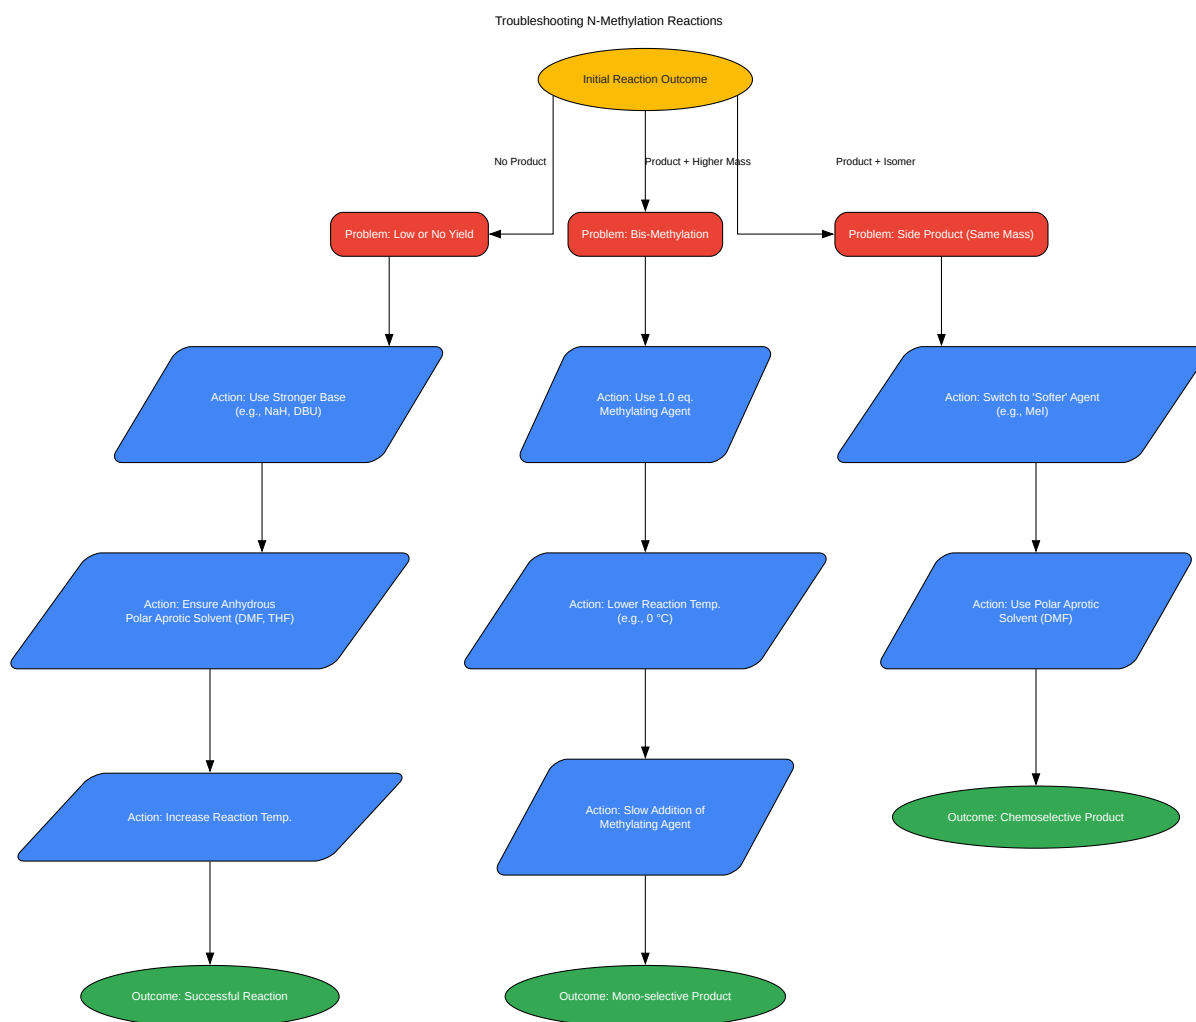 Troubleshooting N-Methylation Reactions
Initial Reaction Outcome
No Product
Product + Higher Mass
Product + Isomer
Problem: Low or No Yield
Problem: Bis-Methylation
Problem: Side Product (Same Mass)
Action: Use Stronger Base
(e.g., NaH, DBU)
Action: Use 1.0 eq.
Methylating Agent
Action: Switch to 'Softer' Agent
(e.g., MeI)
Action: Ensure Anhydrous
Polar Aprotic Solvent (DMF, THF)
Action: Lower Reaction Temp.
(e.g., 0 °C)
Action: Use Polar Aprotic
Solvent (DMF)
Action: Increase Reaction Temp.
Action: Slow Addition of
Methylating Agent
Outcome: Chemoselective Product
Outcome: Successful Reaction
Outcome: Mono-selective Product